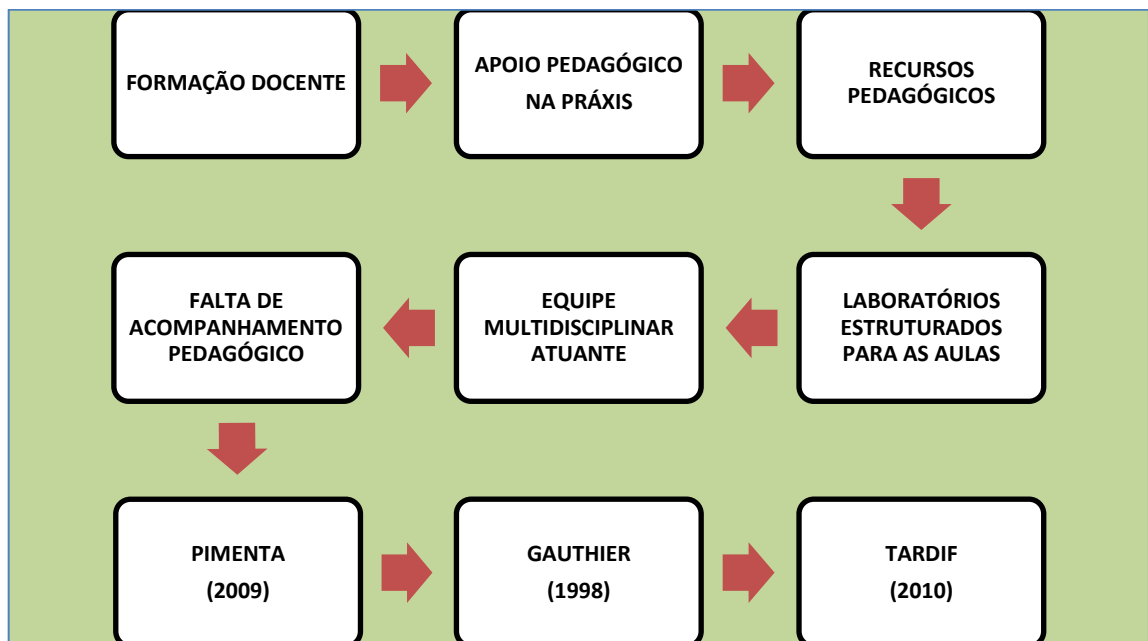 FORMAÇÃO DOCENTE
APOIO PEDAGÓGICO
NA PRÁXIS
RECURSOS
PEDAGÓGICOS
LABORATÓRIOS
ESTRUTURADOS
PARA AS AULAS
EQUIPE
MULTIDISCIPLINAR
ATUANTE
FALTA DE
ACOMPANHAMENTO
PEDAGÓGICO
PIMENTA
(2009)
GAUTHIER
(1998)
TARDIF
(2010)